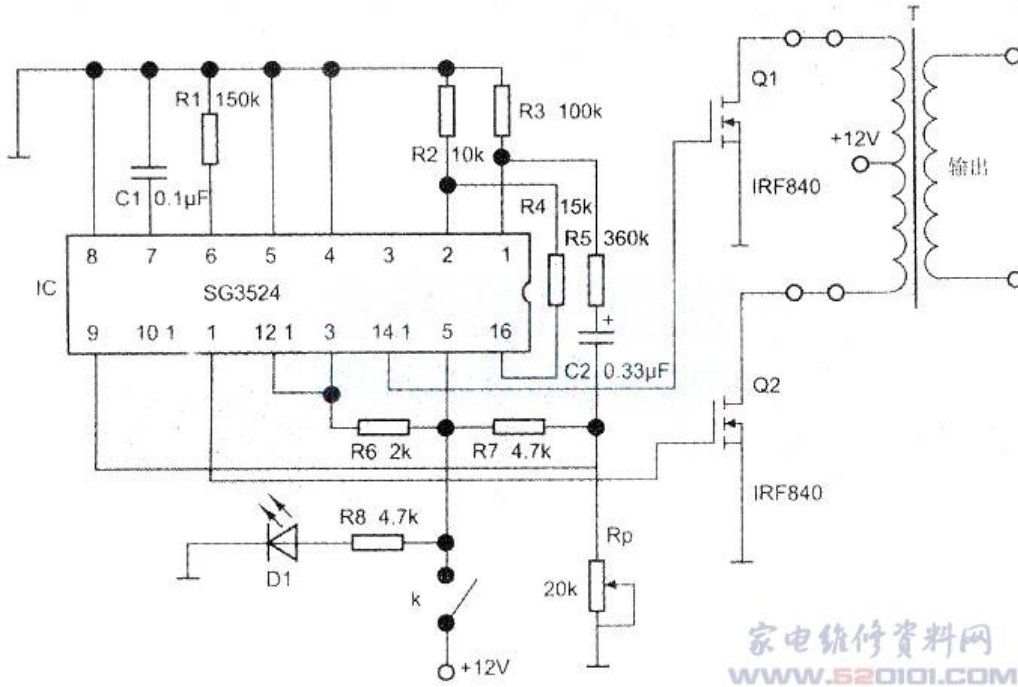 T
R1 150k
Q1
R3 100k
R2 10k
+12V
C1 0.1μF
R4 15k
IRF840
输出
R5 360k
8 7 6 5 4 3 2 1
IC
SG3524
9 10 1 1 12 1 3 14 1 5 16
C2 0.33μF
+
Q2
R6 2k
R7 4.7k
IRF840
R8 4.7k
Rp
D1
k
20k
+12V
家电维修资料网
WWW.520101.COM